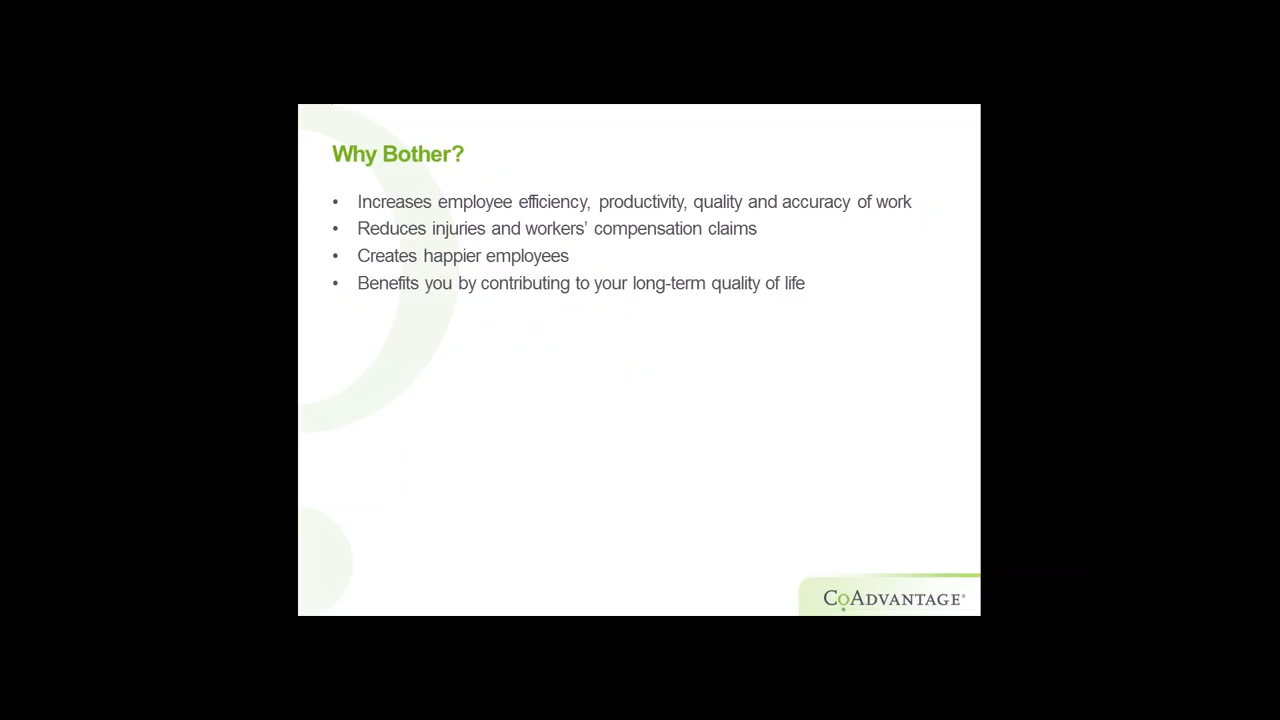 Why Bother?
• Increases employee efficiency, productivity, quality and accuracy of work
• Reduces injuries and workers’ compensation claims
• Creates happier employees
• Benefits you by contributing to your long-term quality of life
CoAdvantage®